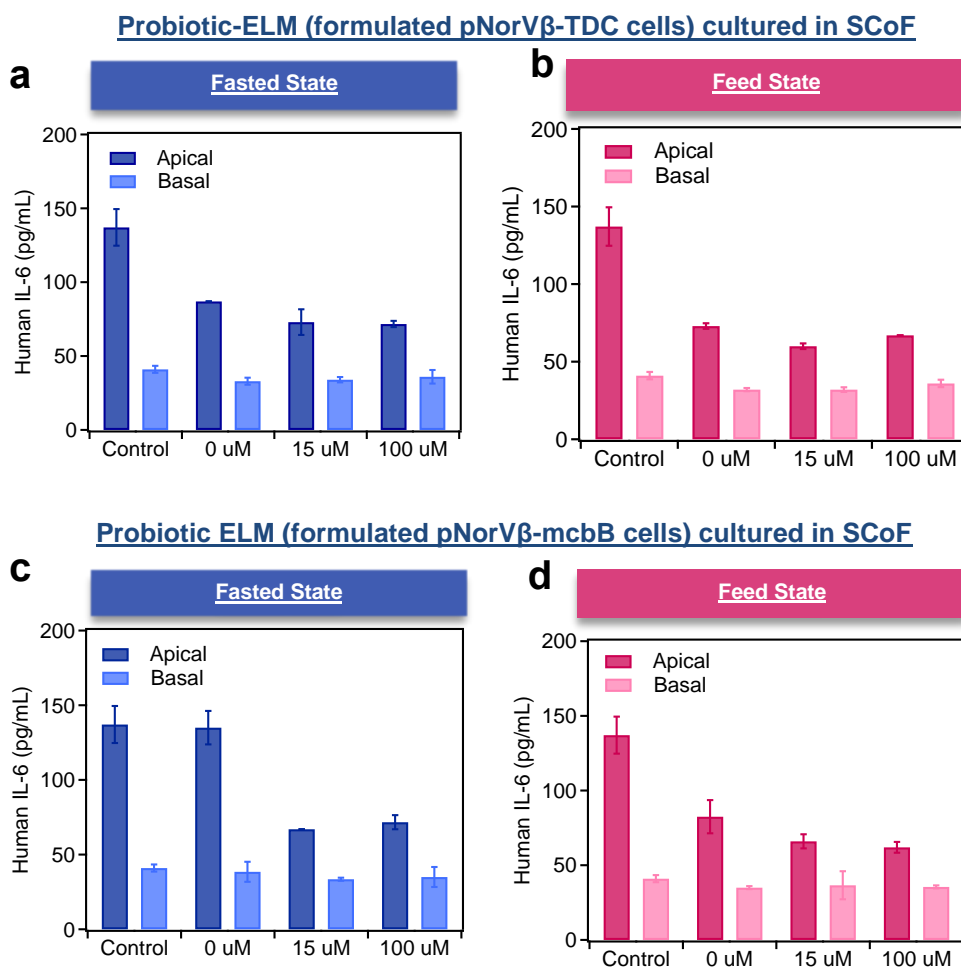 Probiotic-ELM (formulated pNorVβ-TDC cells) cultured in SCoF
a
Fasted State
200
150
100
50
0
Human IL-6 (pg/mL)
Apical
Basal
Control 0 uM 15 uM 100 uM
b
Feed State
200
150
100
50
0
Human IL-6 (pg/mL)
Apical
Basal
Control 0 uM 15 uM 100 uM
Probiotic ELM (formulated pNorVβ-mcbB cells) cultured in SCoF
c
Fasted State
200
150
100
50
0
Human IL-6 (pg/mL)
Apical
Basal
Control 0 uM 15 uM 100 uM
d
Feed State
200
150
100
50
0
Human IL-6 (pg/mL)
Apical
Basal
Control 0 uM 15 uM 100 uM